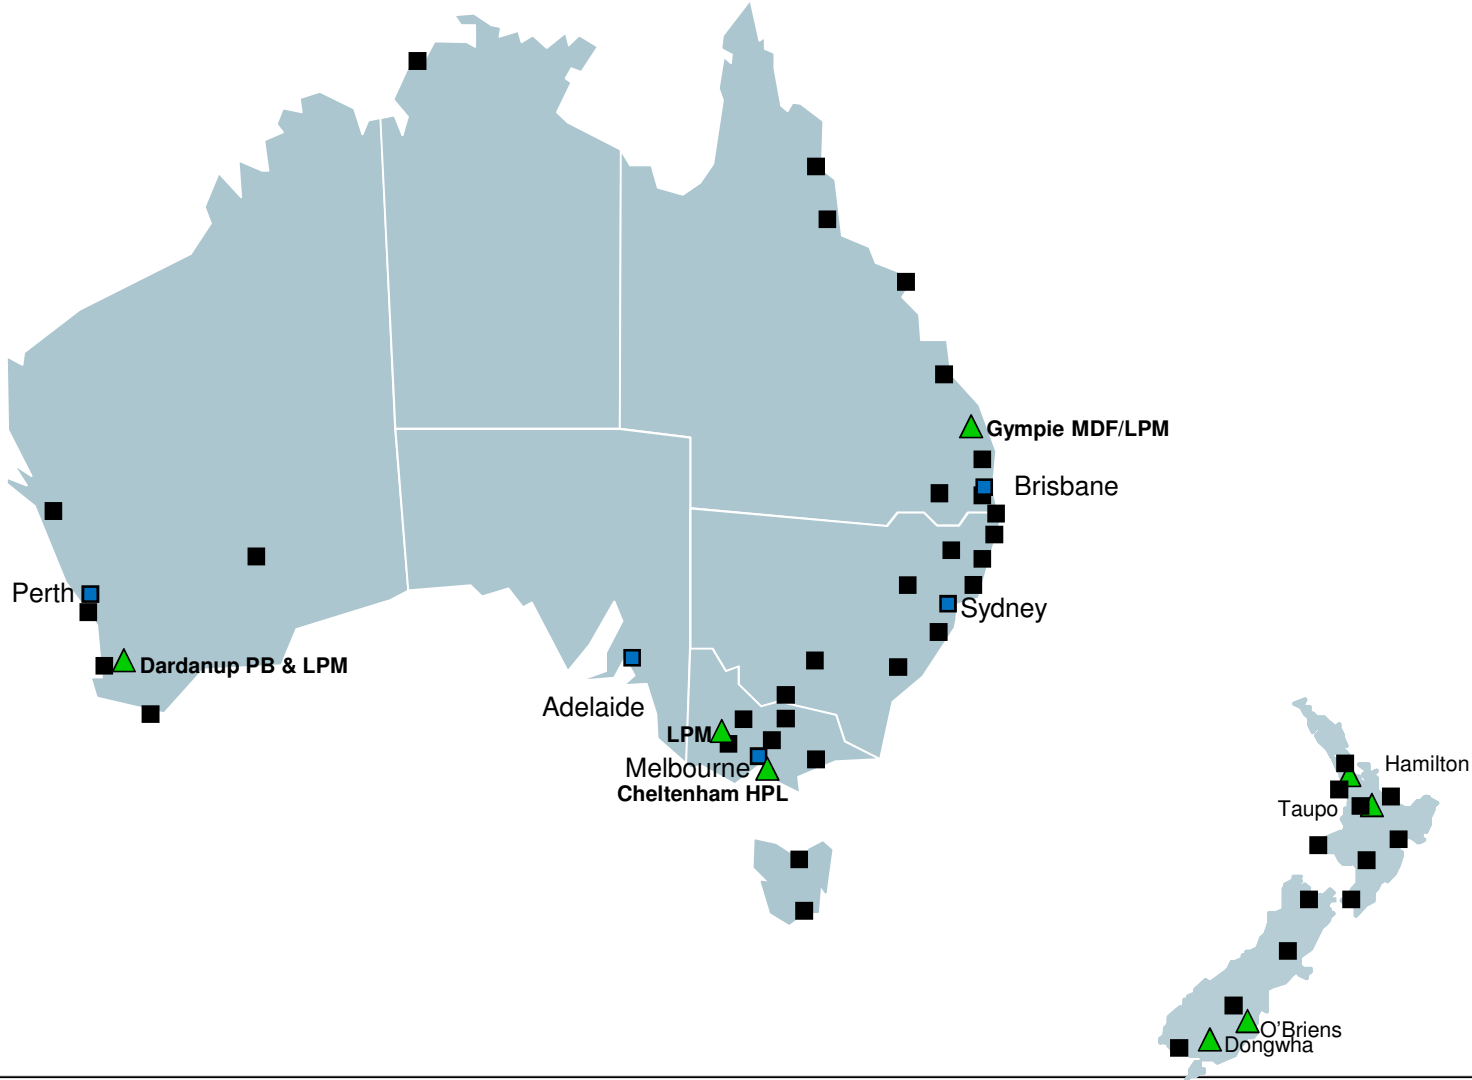 Gympie MDF/LPM
Brisbane
Perth
Sydney
Dardanup PB & LPM
Adelaide
LPM
Melbourne
Cheltenham HPL
Hamilton
Taupo
O'Briens
Dongwha